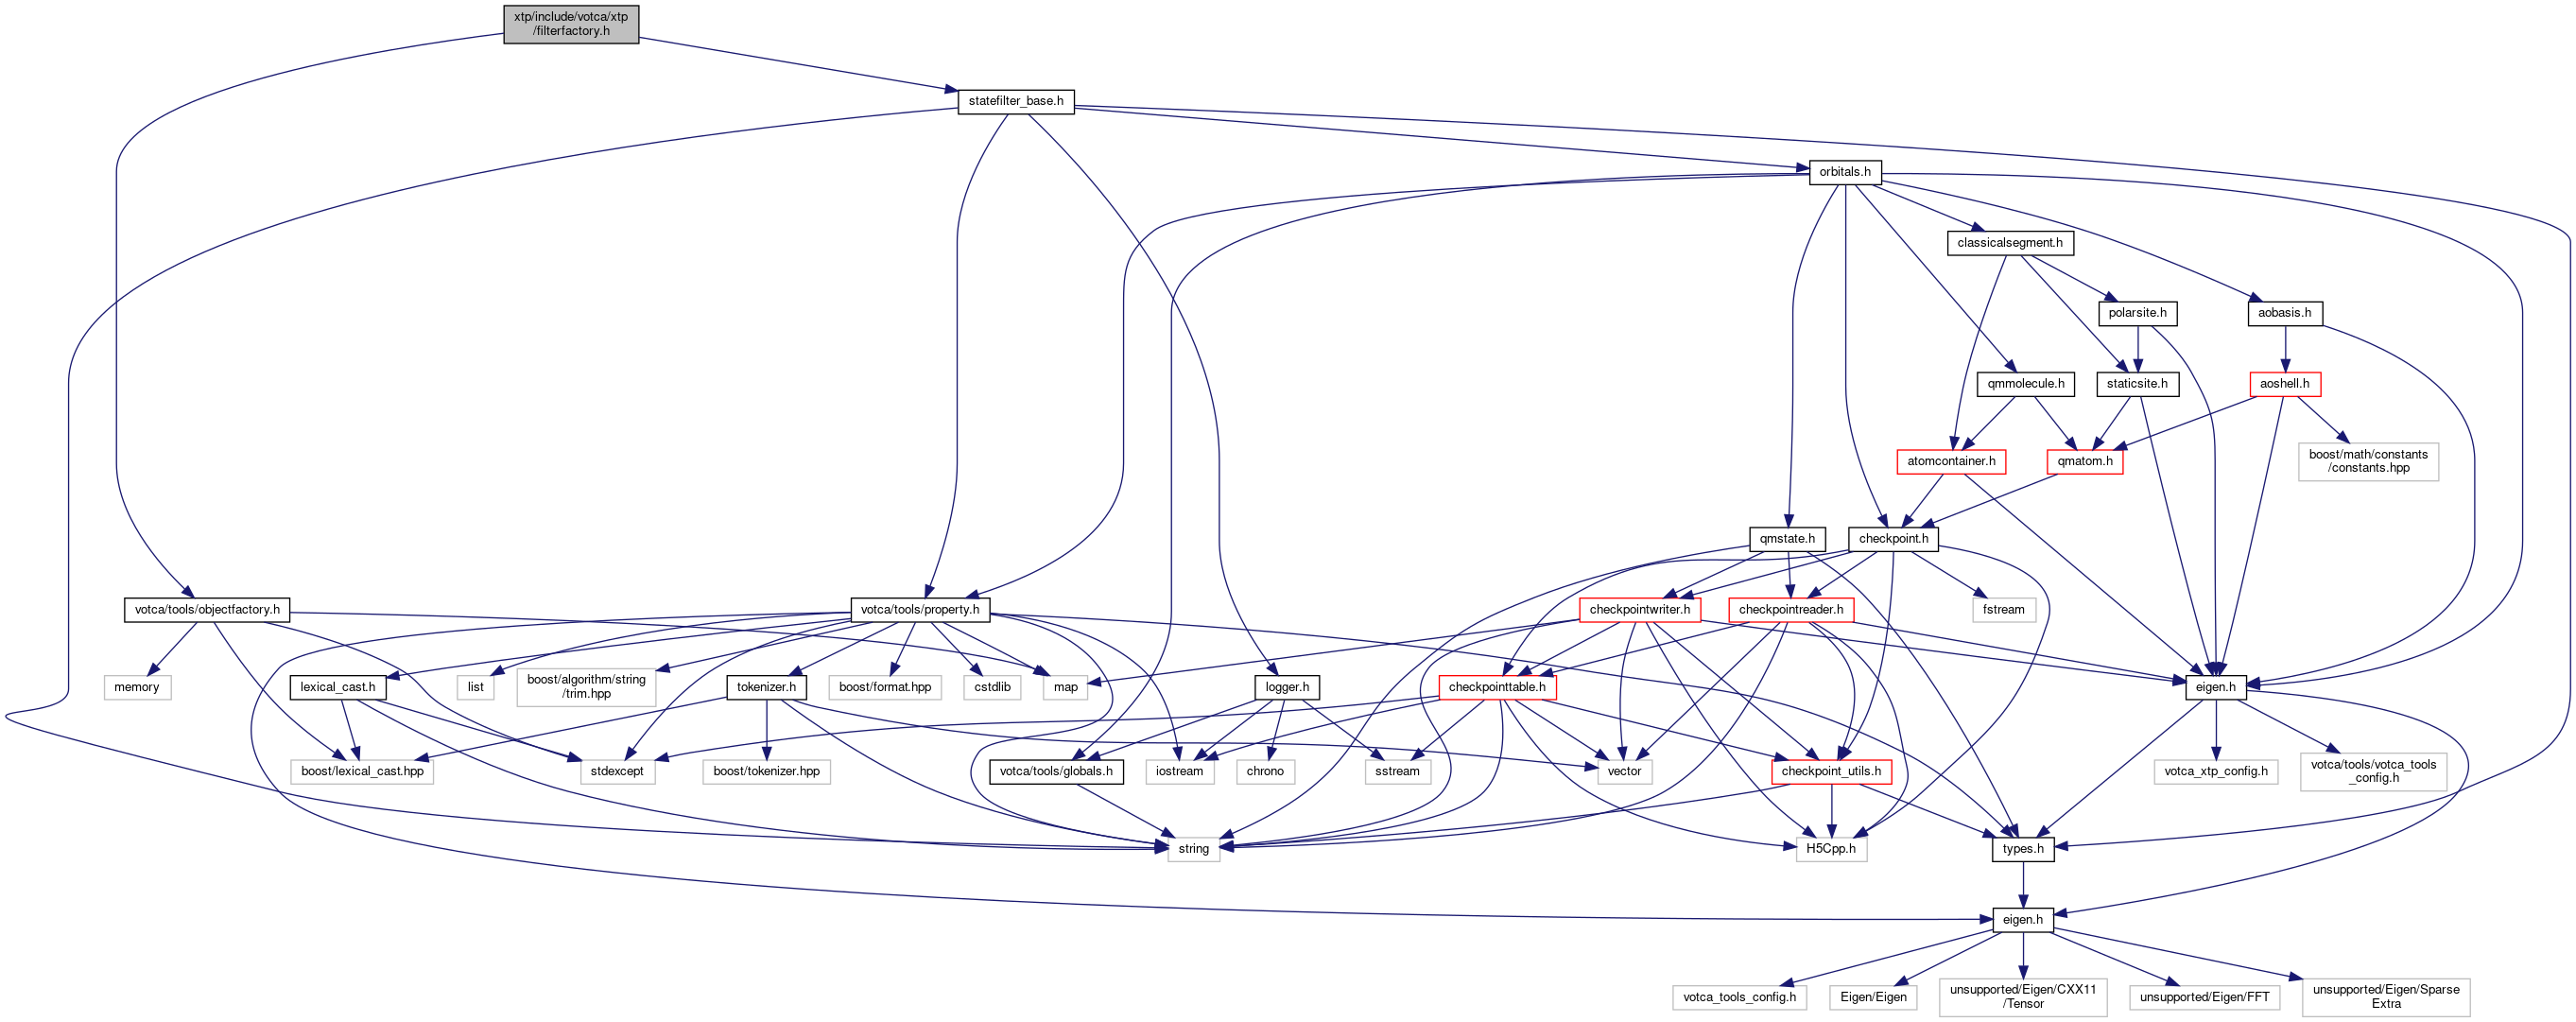 xtp/include/votca/xtp
/filterfactory.h
statefilter_base.h
orbitals.h
classicalsegment.h
polarsite.h
aobasis.h
qmmolecule.h
staticsite.h
aoshell.h
atomcontainer.h
qmatom.h
boost/math/constants
/constants.hpp
qmstate.h
checkpoint.h
votca/tools/objectfactory.h
votca/tools/property.h
checkpointwriter.h
checkpointreader.h
fstream
memory
lexical_cast.h
list
boost/algorithm/string
/trim.hpp
tokenizer.h
boost/format.hpp
cstdlib
map
logger.h
checkpointtable.h
eigen.h
boost/lexical_cast.hpp
stdexcept
boost/tokenizer.hpp
votca/tools/globals.h
iostream
chrono
sstream
vector
checkpoint_utils.h
votca_xtp_config.h
votca/tools/votca_tools
_config.h
string
H5Cpp.h
types.h
eigen.h
votca_tools_config.h
Eigen/Eigen
unsupported/Eigen/CXX11
/Tensor
unsupported/Eigen/FFT
unsupported/Eigen/Sparse
Extra